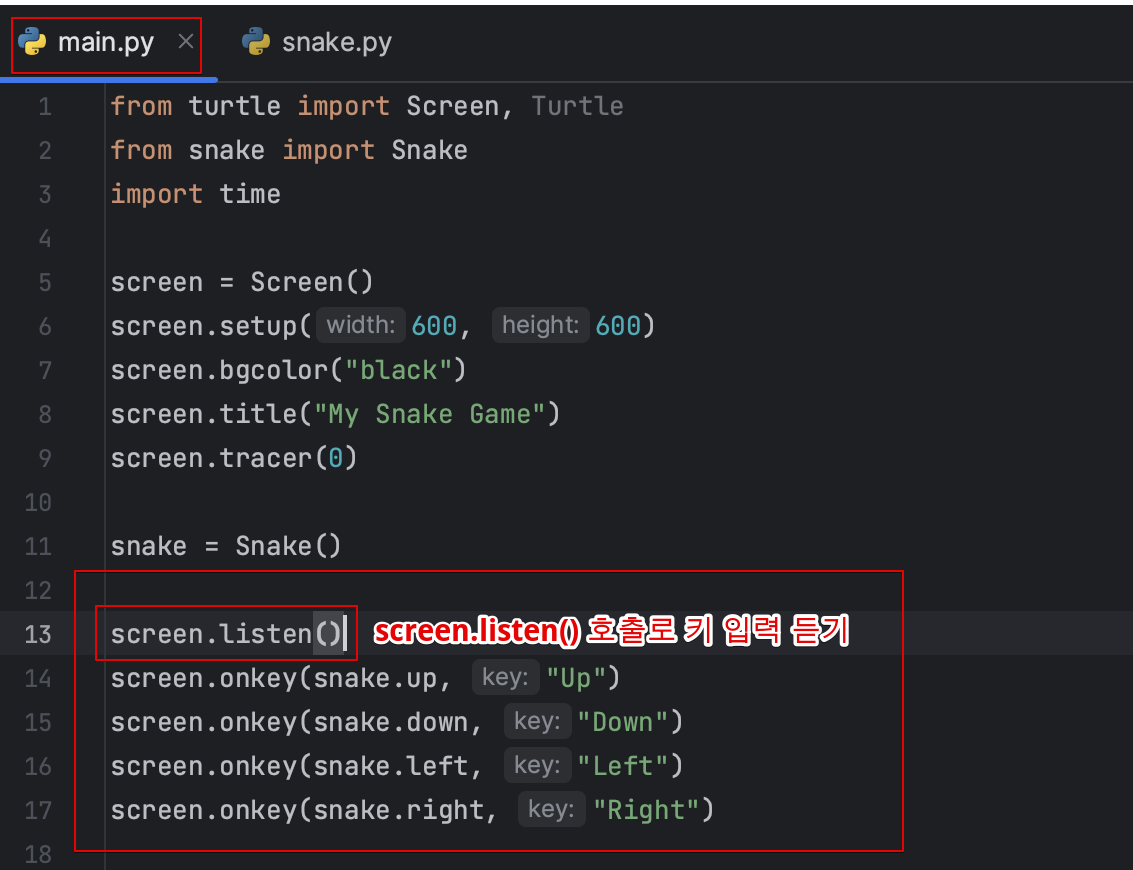 main.py snake.py
1 from turtle import Screen, Turtle
2 from snake import Snake
3 import time
4
5 screen = Screen()
6 screen.setup( width: 600, height: 600)
7 screen.bgcolor("black")
8 screen.title("My Snake Game")
9 screen.tracer(0)
10
11 snake = Snake()
12
13 screen.listen() screen.listen() 호출로 키 입력 듣기
14 screen.onkey(snake.up, key: "Up")
15 screen.onkey(snake.down, key: "Down")
16 screen.onkey(snake.left, key: "Left")
17 screen.onkey(snake.right, key: "Right")
18